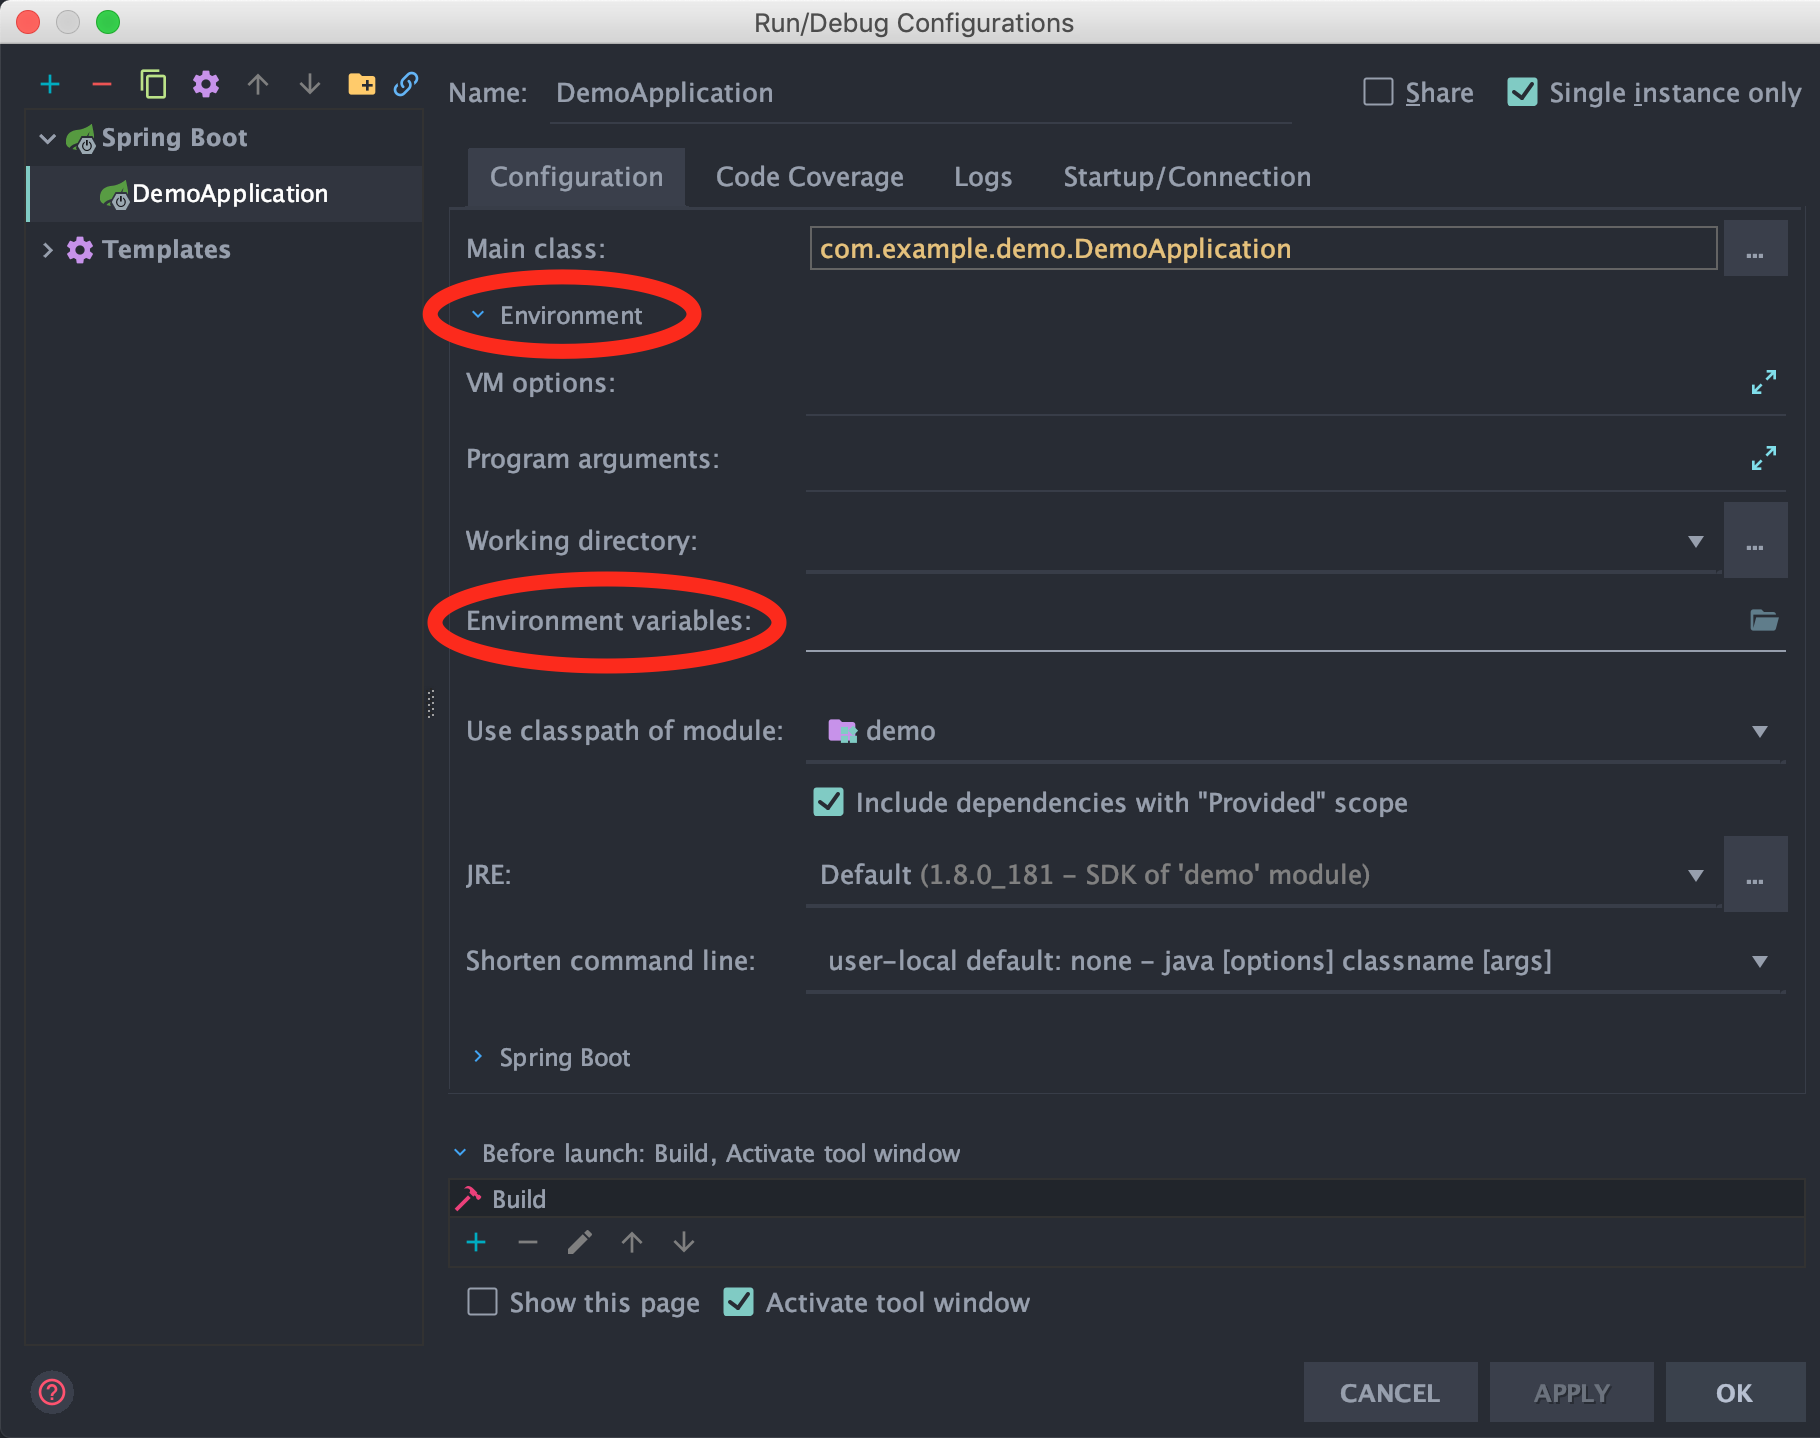 Run/Debug Configurations
Name: DemoApplication Share Single instance only
Spring Boot
DemoApplication
Templates
Configuration Code Coverage Logs Startup/Connection
Main class: com.example.demo.DemoApplication ...
Environment
VM options:
Program arguments:
Working directory: ...
Environment variables:
Use classpath of module: demo
Include dependencies with "Provided" scope
JRE: Default (1.8.0_181 – SDK of 'demo' module) ...
Shorten command line: user–local default: none – java [options] classname [args]
Spring Boot
Before launch: Build, Activate tool window
Build
Show this page Activate tool window
? CANCEL APPLY OK